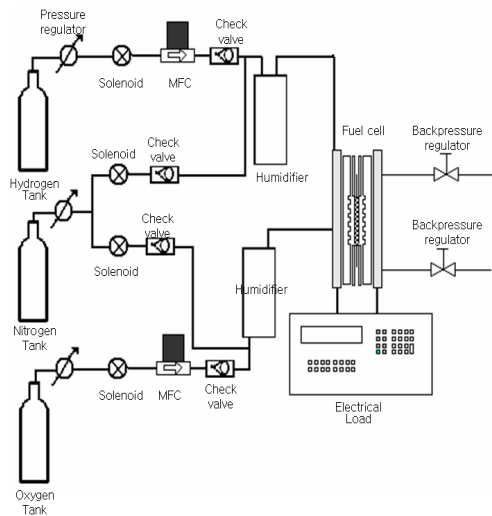 Pressure
regulator
Check
valve
Solenoid
MFC
Fuel cell
Backpressure
regulator
Solenoid
Check
valve
Humidifier
Hydrogen
Tank
Check
valve
Backpressure
regulator
Solenoid
Humidifier
Nitrogen
Tank
Solenoid
MFC
Check
valve
Electrical
Load
Oxygen
Tank